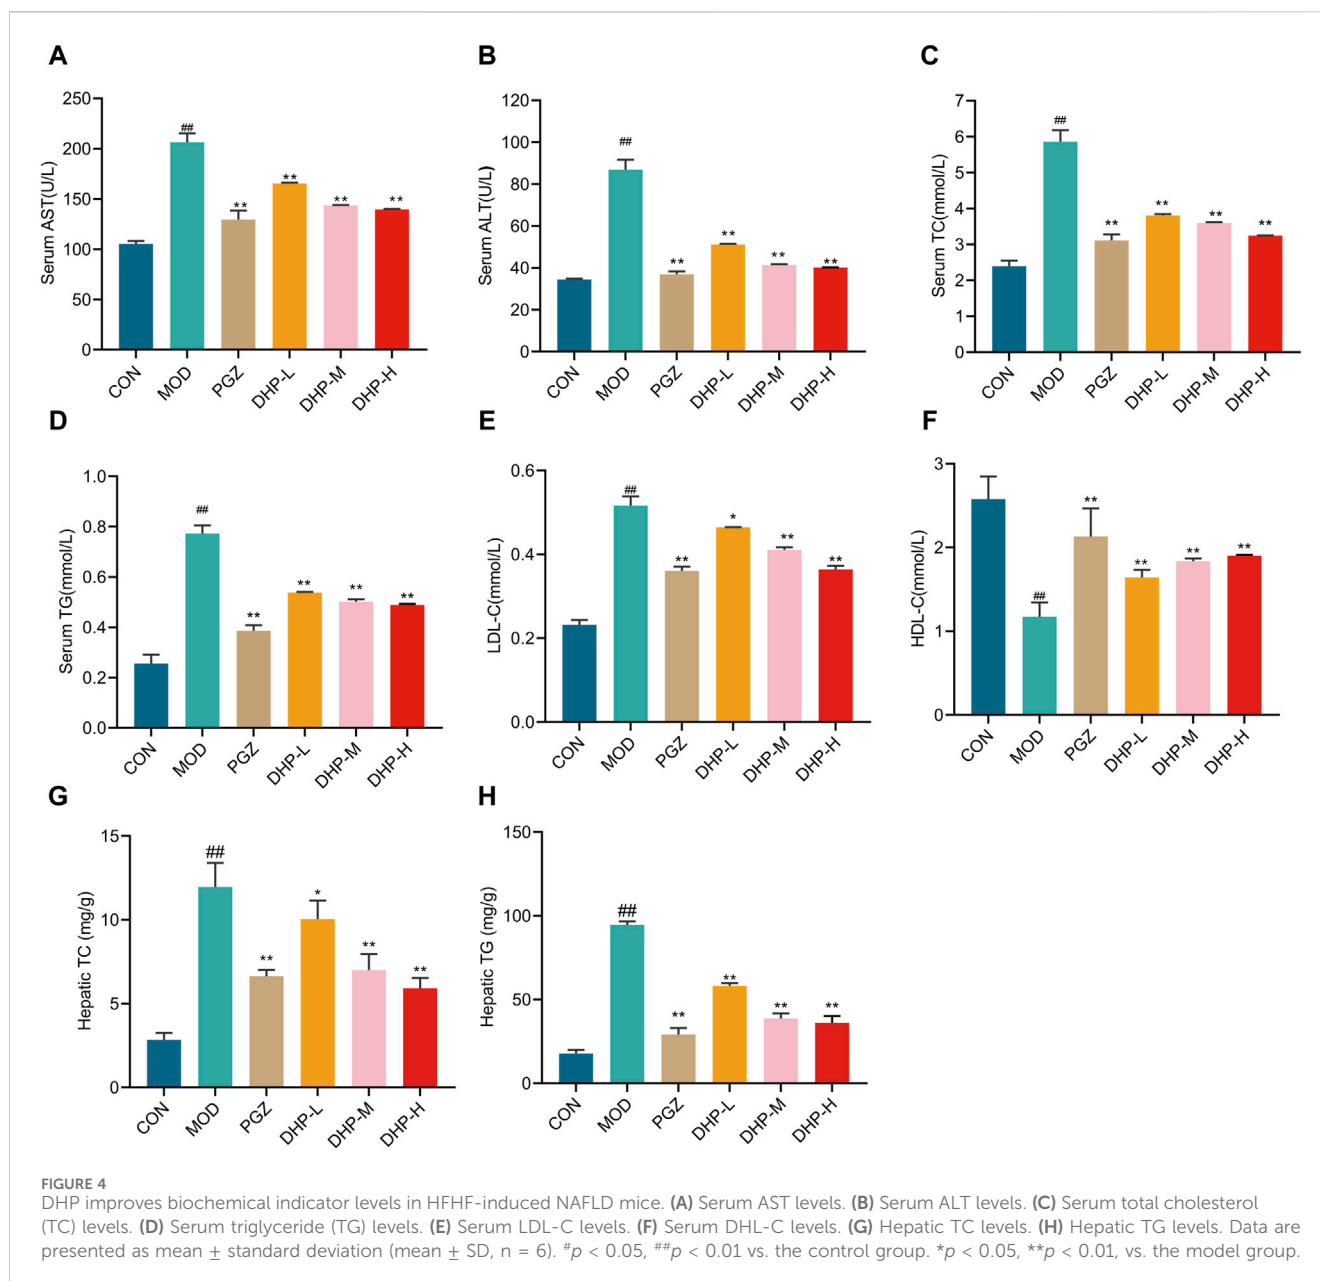 A
Serum AST(U/L)
250
200
150
100
50
0
##
**
**
**
**
CON
MOD
PGZ
DHP-L
DHP-M
DHP-H
B
Serum ALT(U/L)
120
100
80
60
40
20
0
##
**
**
**
**
CON
MOD
PGZ
DHP-L
DHP-M
DHP-H
C
Serum TC(mmol/L)
7
6
5
4
3
2
1
0
##
**
**
**
**
CON
MOD
PGZ
DHP-L
DHP-M
DHP-H
D
Serum TG(mmol/L)
1.0
0.8
0.6
0.4
0.2
0.0
##
**
**
**
**
CON
MOD
PGZ
DHP-L
DHP-M
DHP-H
E
LDL-C(mmol/L)
0.6
0.4
0.2
0.0
##
**
*
**
**
CON
MOD
PGZ
DHP-L
DHP-M
DHP-H
F
HDL-C(mmol/L)
3
2
1
0
##
**
**
**
**
CON
MOD
PGZ
DHP-L
DHP-M
DHP-H
G
Hepatic TC (mg/g)
15
10
5
0
##
**
*
**
**
CON
MOD
PGZ
DHP-L
DHP-M
DHP-H
H
Hepatic TG (mg/g)
150
100
50
0
##
**
**
**
**
CON
MOD
PGZ
DHP-L
DHP-M
DHP-H
FIGURE 4
DHP improves biochemical indicator levels in HFHF-induced NAFLD mice. (A) Serum AST levels. (B) Serum ALT levels. (C) Serum total cholesterol
(TC) levels. (D) Serum triglyceride (TG) levels. (E) Serum LDL-C levels. (F) Serum DHL-C levels. (G) Hepatic TC levels. (H) Hepatic TG levels. Data are
presented as mean ± standard deviation (mean ± SD, n = 6). #p < 0.05, ##p < 0.01 vs. the control group. *p < 0.05, **p < 0.01, vs. the model group.